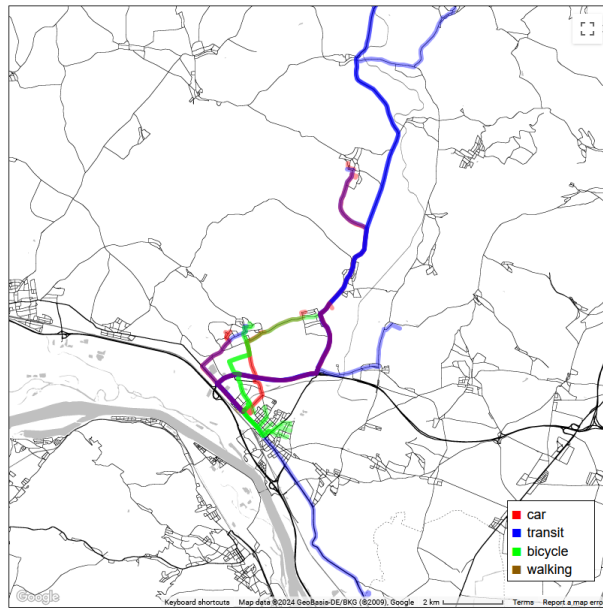 car
transit
bicycle
walking
Google
Keyboard shortcuts Map data ©2024 GeoBasis-DE/BKG (©2009), Google 2 km Terms Report a map erro